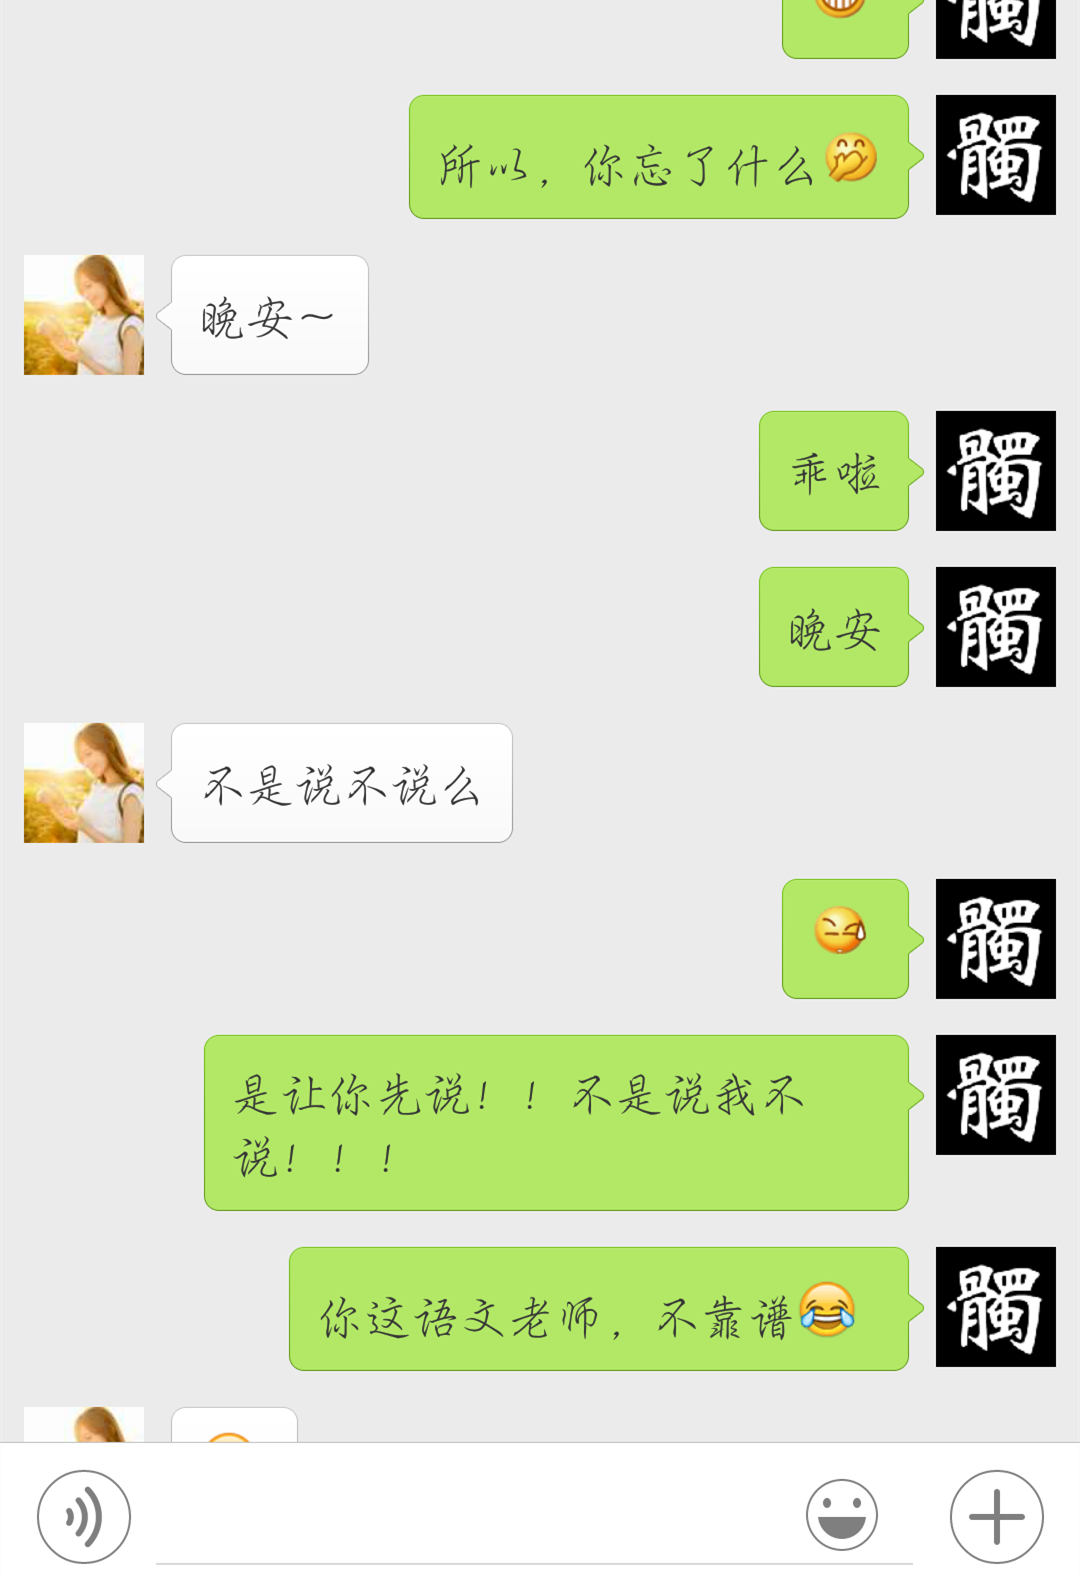 髑
所以，你忘了什么🤭
髑
晚安～
乖啦
髑
晚安
髑
不是说不说么
😅
髑
是让你先说！！不是说我不
说！！！
髑
你这语文老师，不靠谱😂
髑